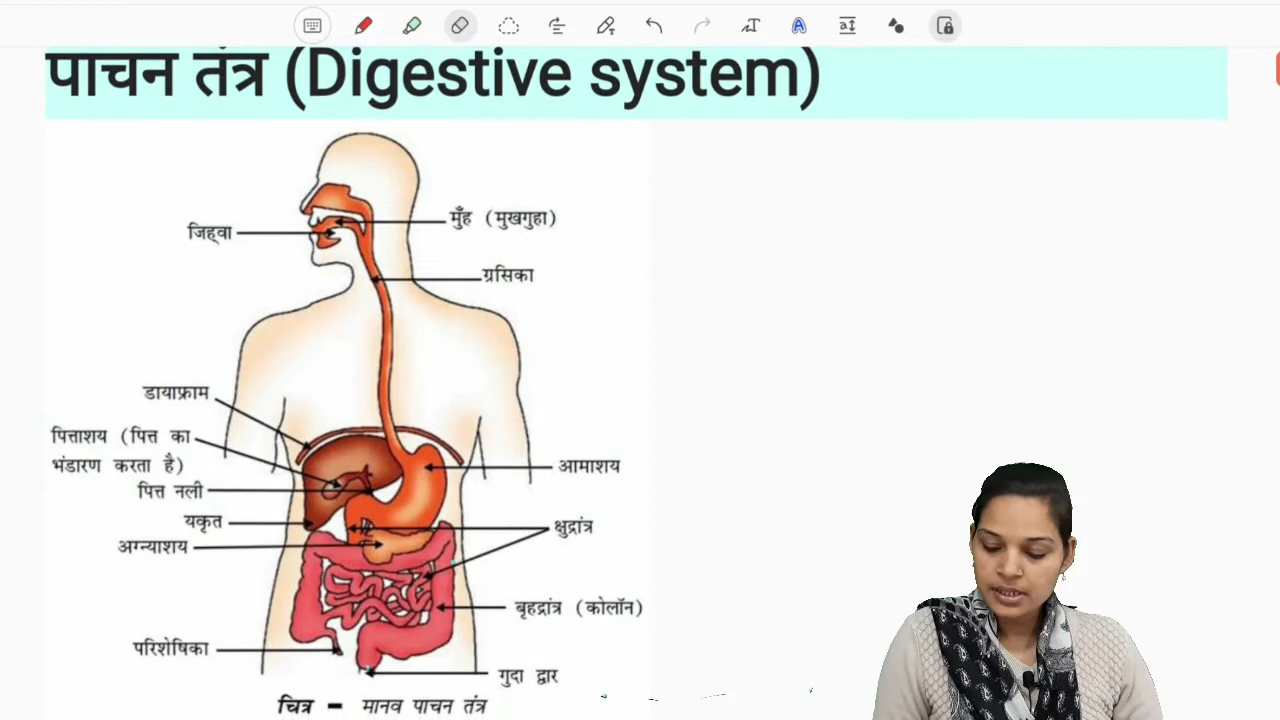 पाचन तंत्र (Digestive system)
मुँह (मुखगुहा)
जिह्वा
ग्रसिका
डायाफ्राम
पित्ताशय (पित्त का
भंडारण करता है)
आमाशय
पित्त नली
यकृत
क्षुद्रांत्र
अग्न्याशय
बृहद्रांत्र (कोलॉन)
परिशेषिका
गुदा द्वार
चित्र – मानव पाचन तंत्र